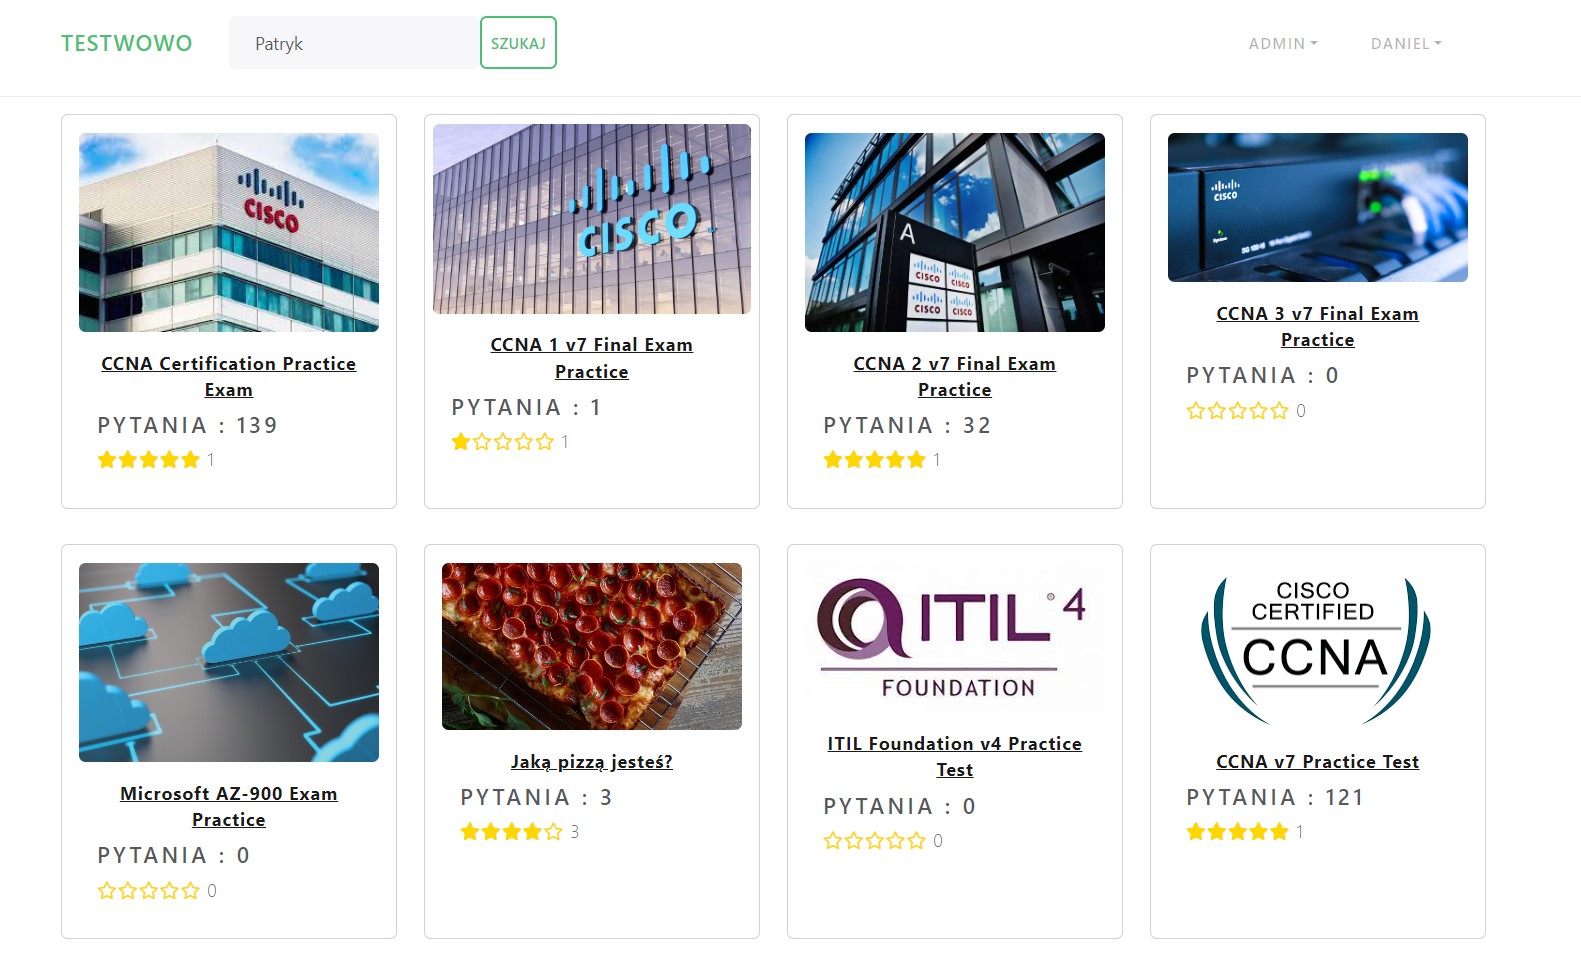 TESTWOWO
Patryk
SZUKAJ
ADMIN
DANIEL
CISCO
CCNA Certification Practice
Exam
PYTANIA : 139
1
CISCO
CCNA 1 v7 Final Exam
Practice
PYTANIA : 1
1
A
CISCO CISCO
CISCO CISCO
CCNA 2 v7 Final Exam
Practice
PYTANIA : 32
1
CISCO
CCNA 3 v7 Final Exam
Practice
PYTANIA : 0
0
Microsoft AZ-900 Exam
Practice
PYTANIA : 0
0
Jaką pizzą jesteś?
PYTANIA : 3
3
ITIL® 4
FOUNDATION
ITIL Foundation v4 Practice
Test
PYTANIA : 0
0
CISCO
CERTIFIED
CCNA
CCNA v7 Practice Test
PYTANIA : 121
1